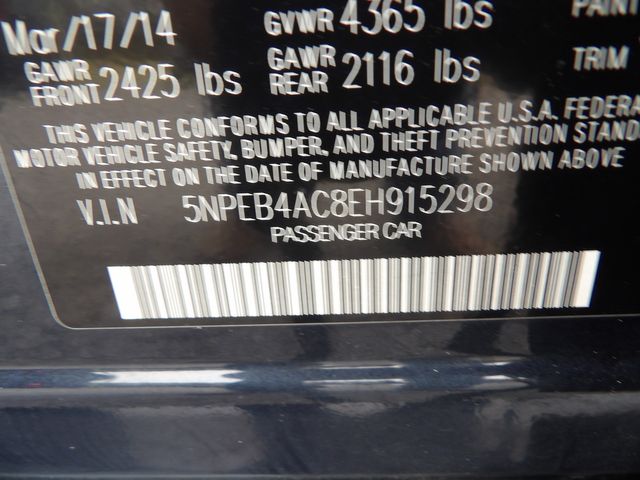 Mar/17/14 GVWR 4365 lbs PAINT
GAWR FRONT 2425 lbs GAWR REAR 2116 lbs TRIM
THIS VEHICLE CONFORMS TO ALL APPLICABLE U.S.A. FEDERA
MOTOR VEHICLE SAFETY, BUMPER, AND THEFT PREVENTION STAND
IN EFFECT ON THE DATE OF MANUFACTURE SHOWN ABOVE
V.I.N 5NPEB4AC8EH915298
PASSENGER CAR